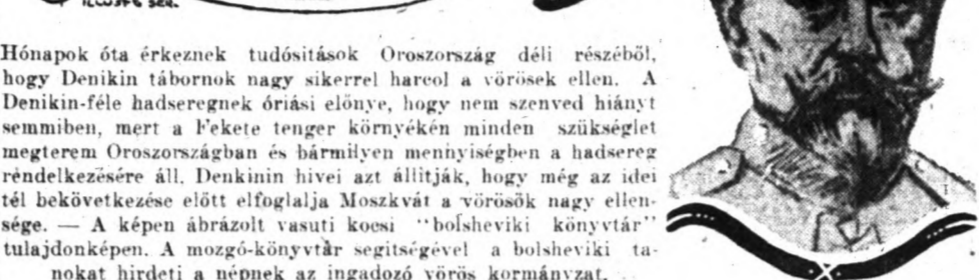 ILLUST'G SER.
Hónapok óta érkeznek tudósitások Oroszország déli részéből,
hogy Denikin tábornok nagy sikerrel harcol a vörösek ellen. A
Denikin-féle hadseregnek óriási előnye, hogy nem szenved hiányt
semmiben, mert a Fekete tenger környékén minden szükséglet
megterem Oroszországban és bármilyen mennyiségben a hadsereg
rendelkezésére áll. Denkinin hivei azt állitják, hogy még az idei
tél bekövetkezése előtt elfoglalja Moszkvát a vörösök nagy ellen-
sége. — A képen ábrázolt vasuti kocsi "bolsheviki könyvtár"
tulajdonképen. A mozgó-könyvtár segitségével a bolsheviki ta-
nokat hirdeti a népnek az ingadozó vörös kormányzat.